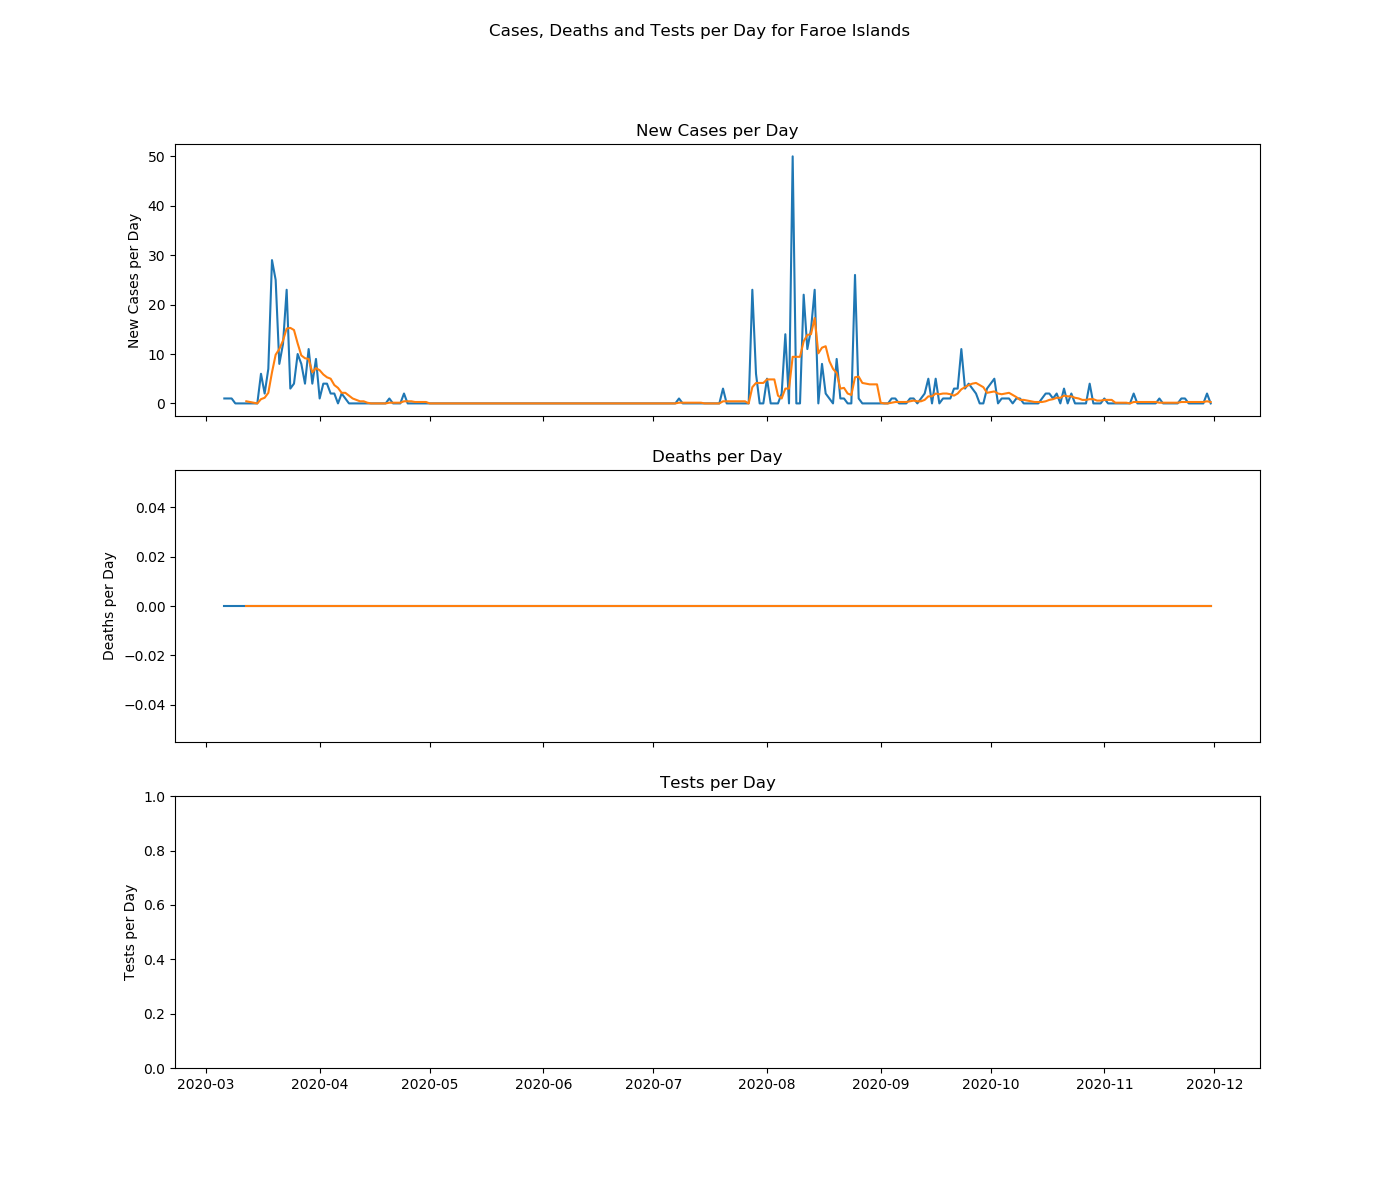 Cases, Deaths and Tests per Day for Faroe Islands
New Cases per Day
New Cases per Day
50
40
30
20
10
0
Deaths per Day
Deaths per Day
0.04
0.02
0.00
−0.02
−0.04
Tests per Day
Tests per Day
1.0
0.8
0.6
0.4
0.2
0.0
2020-03 2020-04 2020-05 2020-06 2020-07 2020-08 2020-09 2020-10 2020-11 2020-12